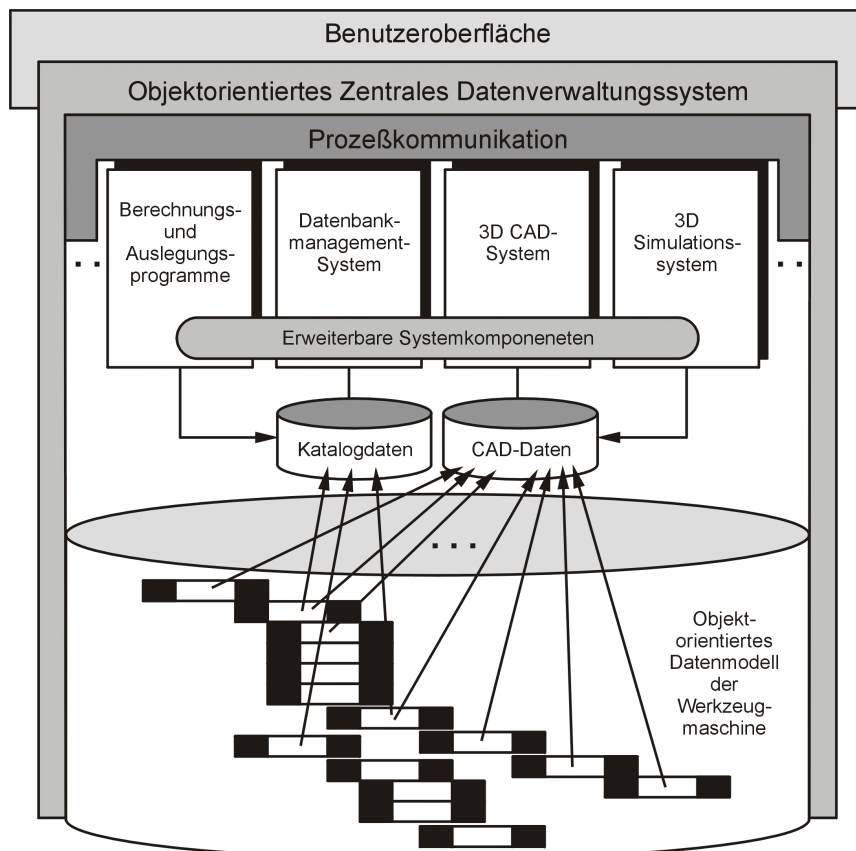 Benutzeroberfläche
Objektorientiertes Zentrales Datenverwaltungssystem
Prozeßkommunikation
Berechnungs-
und
Auslegungs-
programme
Datenbank-
management-
System
3D CAD-
System
3D
Simulations-
system
. .
. .
Erweiterbare Systemkomponeneten
Katalogdaten
CAD-Daten
. . .
Objekt-
orientiertes
Datenmodell
der
Werkzeug-
maschine